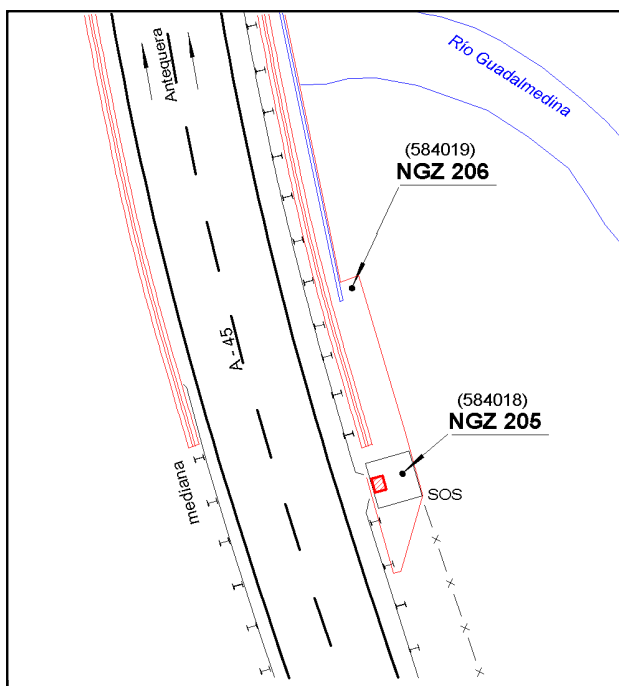 Antequera
Río Guadalmedina
(584019)
NGZ 206
A-45
(584018)
NGZ 205
mediana
SOS